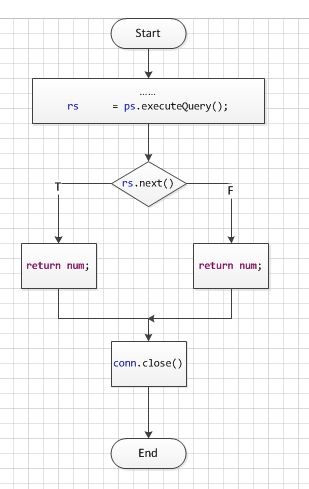 Start
......
rs = ps.executeQuery();
rs.next()
T
F
return num;
return num;
conn.close()
End